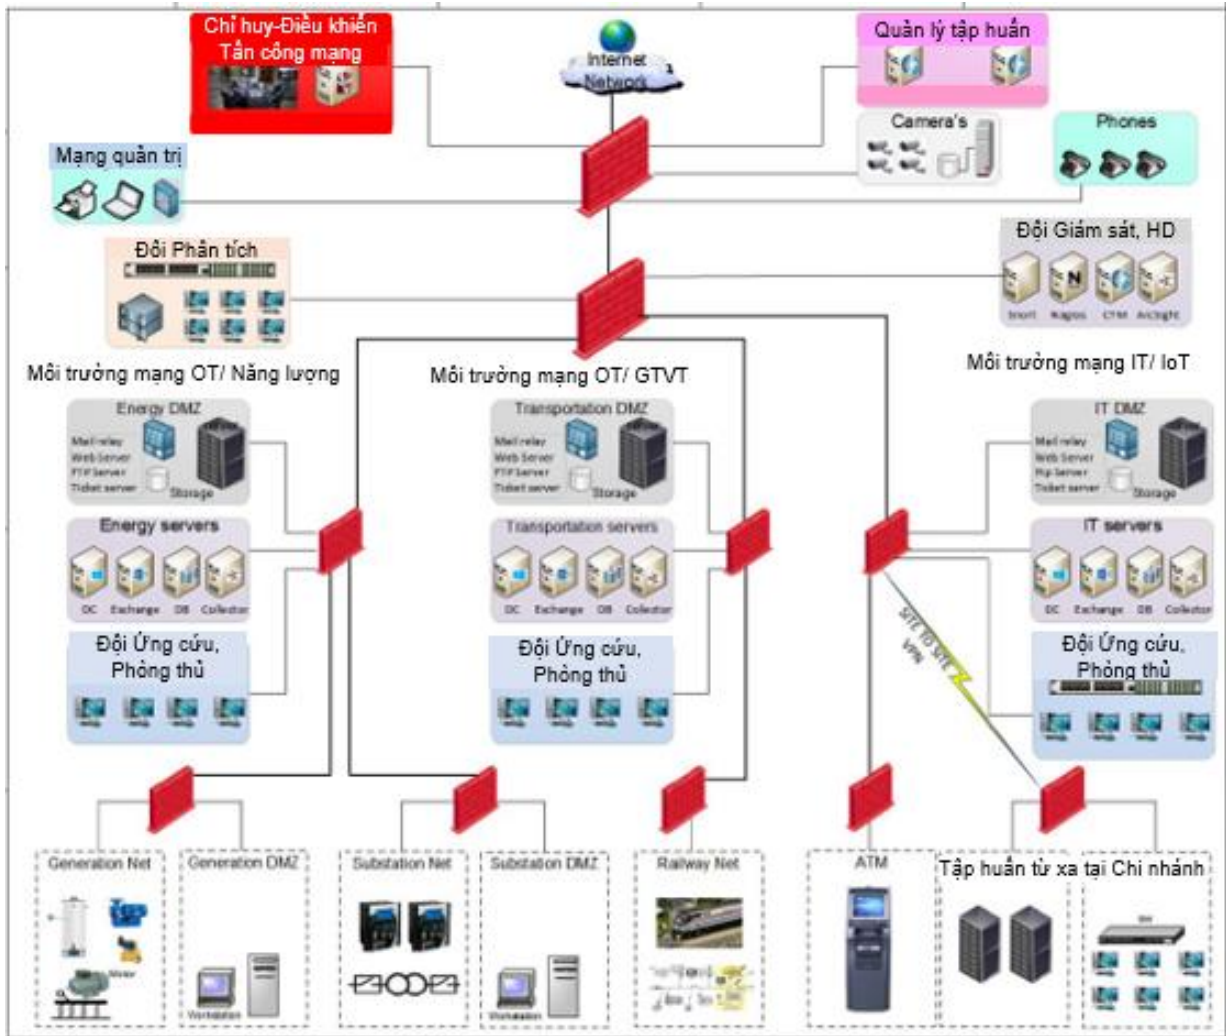 Chỉ huy-Điều khiển
Tấn công mạng
Internet
Network
Quản lý tập huấn
Camera's
Phones
Mạng quản trị
Đội Phân tích
Đội Giám sát, HD
Snort Nagios CTM ArcSight
Môi trường mạng OT/ Năng lượng
Môi trường mạng OT/ GTVT
Môi trường mạng IT/ IoT
Energy DMZ
Mail relay
Web Server
FTP Server
Ticket server
Storage
Transportation DMZ
Mail relay
Web Server
FTP Server
Ticket server
Storage
IT DMZ
Mail relay
Web Server
Ftp Server
Ticket server
Storage
Energy servers
DC Exchange DB Collector
Transportation servers
DC Exchange DB Collector
IT servers
DC Exchange DB Collector
SITE TO SITE
VPN
Đội Ứng cứu,
Phòng thủ
Đội Ứng cứu,
Phòng thủ
Đội Ứng cứu,
Phòng thủ
Generation Net
Motor
Generation DMZ
Workstation
Substation Net
Substation DMZ
Workstation
Railway Net
ATM
Tập huấn từ xa tại Chi nhánh
SW